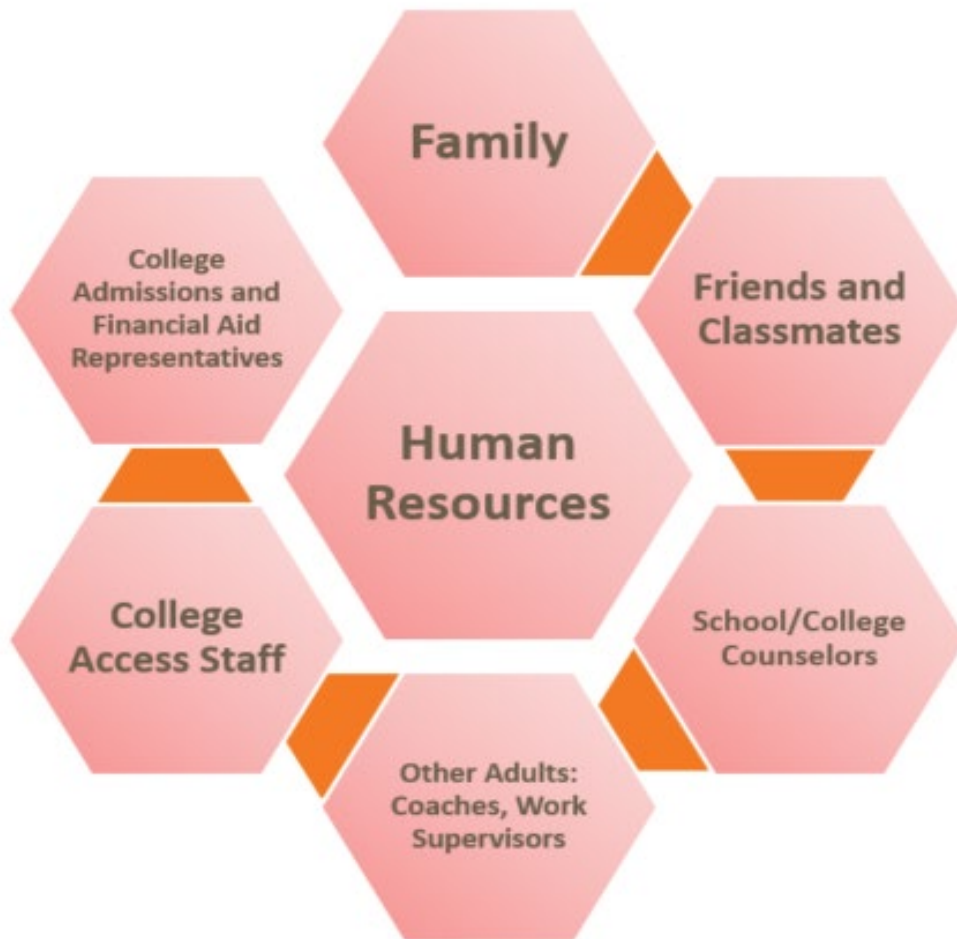 Family
College
Admissions and
Financial Aid
Representatives
Friends and
Classmates
Human
Resources
College
Access Staff
School/College
Counselors
Other Adults:
Coaches, Work
Supervisors